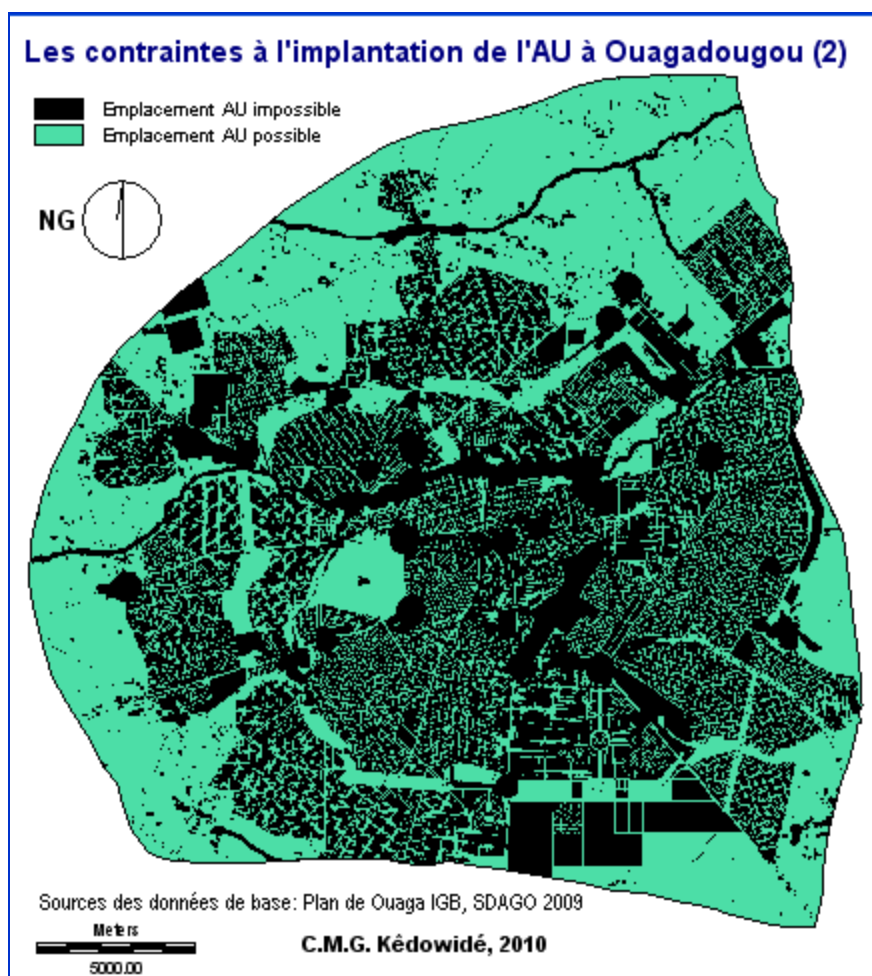 Les contraintes à l'implantation de l'AU à Ouagadougou (2)
Emplacement AU impossible
Emplacement AU possible
NG
Sources des données de base: Plan de Ouaga IGB, SDAGO 2009
Meters
5000.00
C.M.G. Kêdowidé, 2010